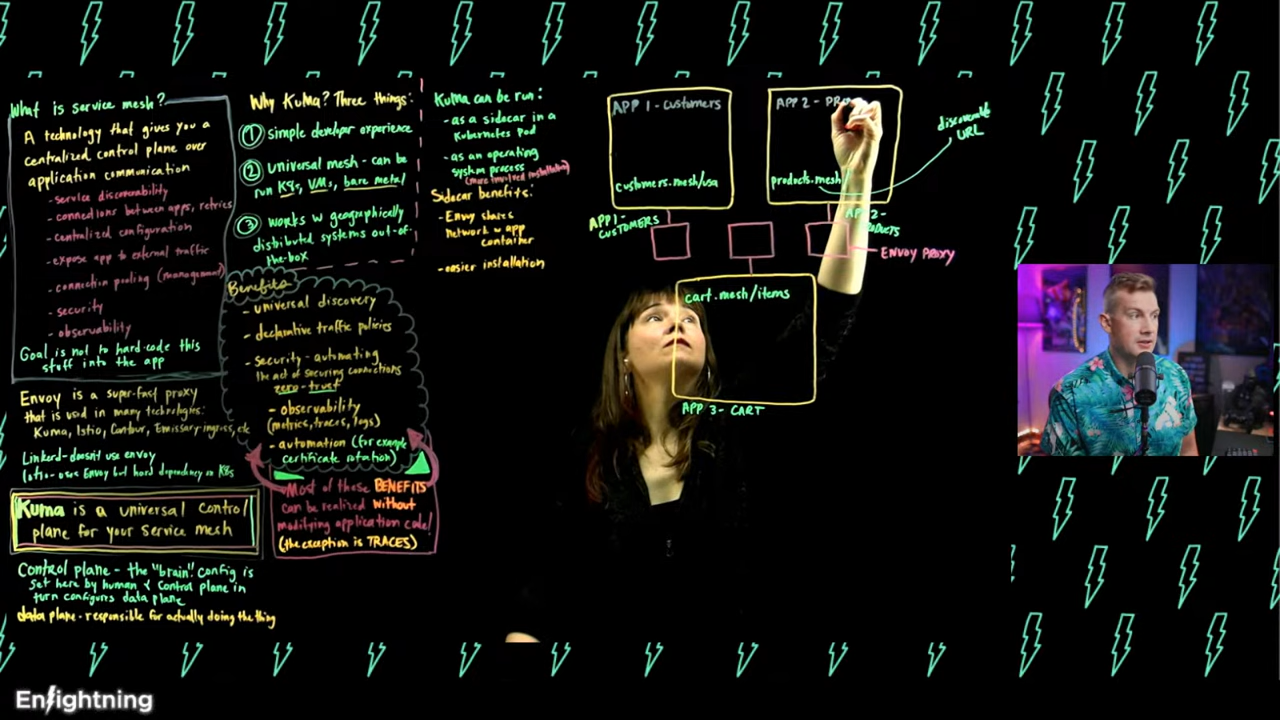 What is service mesh?
A technology that gives you a
centralized control plane over
application communication
- service discoverability
- connections between apps, retries
- centralized configuration
- expose app to external traffic
- connection pooling (management)
- security
- observability
Goal is not to hard-code this
stuff into the app
Envoy is a super-fast proxy
that is used in many technologies:
Kuma, Istio, Contour, Emissary-ingress, etc
Linkerd - doesn't use envoy
Istio - uses Envoy but hard dependency on K8s
Kuma is a universal control
plane for your service mesh
Control plane - the "brain". config is
set here by human & control plane in
turn configures data plane
data plane - responsible for actually doing the thing
Why Kuma? Three things:
1 simple developer experience
2 universal mesh - can be
run K8s, VMs, bare metal
3 works w geographically
distributed systems out-of-
the-box
Benefits
- universal discovery
- declarative traffic policies
- security - automating
the act of securing connections
zero-trust
- observability
(metrics, traces, logs)
- automation (for example
certificate rotation)
Most of these BENEFITS
can be realized without
modifying application code!
(the exception is TRACES)
Kuma can be run:
- as a sidecar in a
Kubernetes Pod
- as an operating
system process
(more involved installation)
Sidecar benefits:
- Envoy shares
Network w app
container
- easier installation
APP 1 - customers
customers.mesh/usa
APP 1 -
CUSTOMERS
APP 2 -
products.mesh
discoverable
URL
APP 2 -
PRODUCTS
ENVOY PROXY
cart.mesh/items
APP 3 - CART
Enlightning